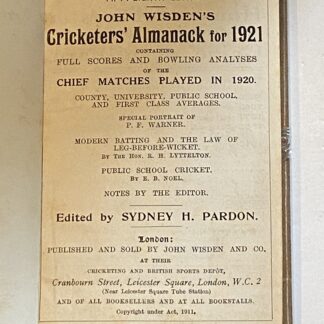 JOHN WISDEN'S
Cricketers' Almanack for 1921
CONTAINING
FULL SCORES AND BOWLING ANALYSES
OF THE
CHIEF MATCHES PLAYED IN 1920.
COUNTY, UNIVERSITY, PUBLIC SCHOOL,
AND FIRST CLASS AVERAGES.
SPECIAL PORTRAIT OF
P. F. WARNER.
MODERN BATTING AND THE LAW OF
LEG-BEFORE-WICKET.
BY THE HON. R. H. LYTTELTON.
PUBLIC SCHOOL CRICKET.
BY E. B. NOEL.
NOTES BY THE EDITOR.
Edited by SYDNEY H. PARDON.
London:
PUBLISHED AND SOLD BY JOHN WISDEN AND CO.
AT THEIR
CRICKETING AND BRITISH SPORTS DEPÔT,
Cranbourn Street, Leicester Square, London, W.C. 2
(Near Leicester Square Tube Station)
AND OF ALL BOOKSELLERS AND AT ALL BOOKSTALLS.
Copyright under Act, 1911.